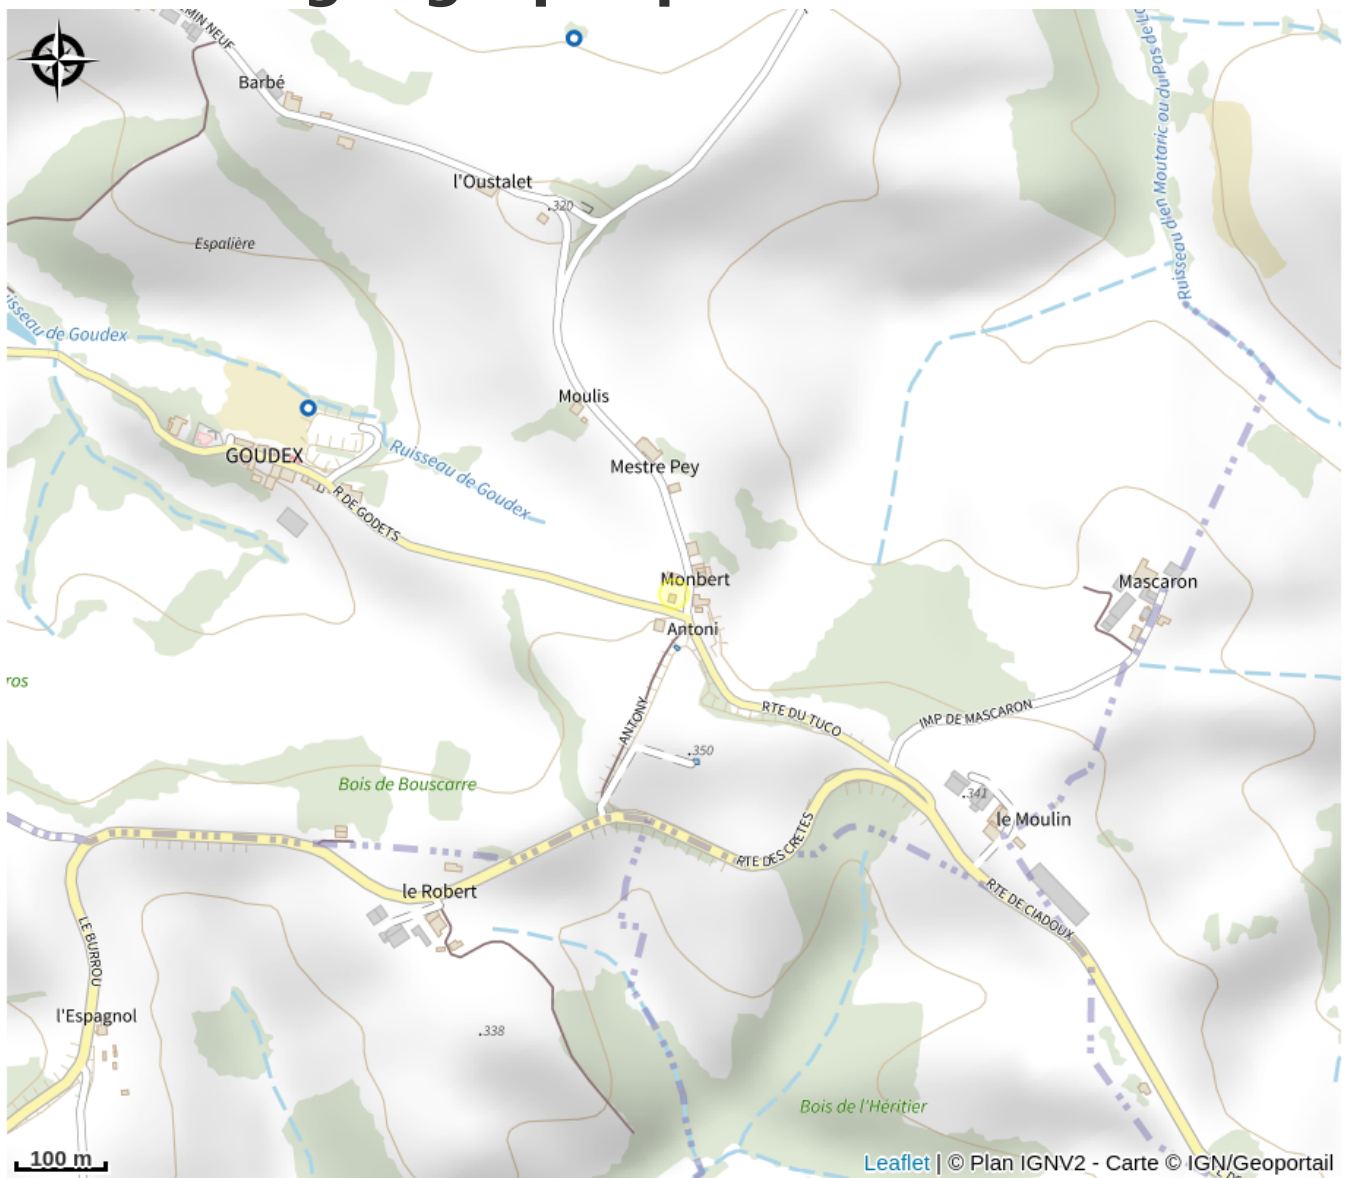 MIN NEUF
Barbé
l'Oustalet
.320
Espalière
Ruisseau dien Moutaric ou du Pas de
isseau de Goudex
Moulis
GOUDEX
Ruisseau de Goudex
Mestre Pey
R DE GODETS
Monbert
Mascaron
Antoni
ros
ANTONY
RTE DU TUCO
IMP DE MASCARON
.350
Bois de Bouscarre
.341
le Moulin
RTE DES CRETES
le Robert
RTE DE CIADOUX
LE BURROU
l'Espagnol
.338
Bois de l'Héritier
100 m
Leaflet | © Plan IGNV2 - Carte © IGN/Geoportail